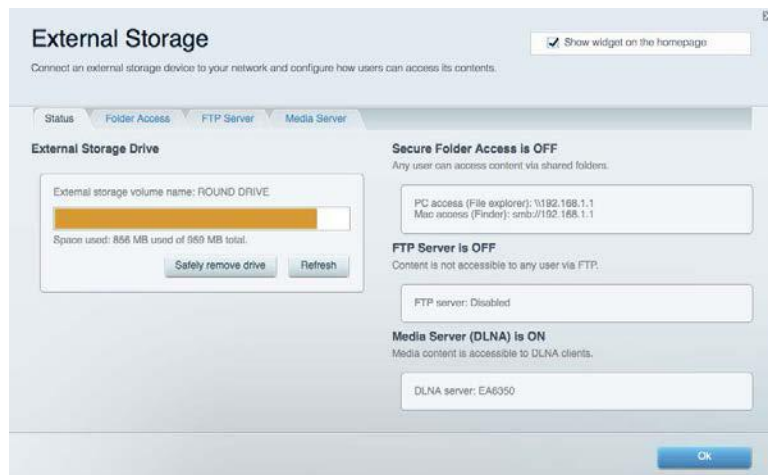 External Storage
Show widget on the homepage
Connect an external storage device to your network and configure how users can access its contents.
Status
Folder Access
FTP Server
Media Server
External Storage Drive
External storage volume name: ROUND DRIVE
Space used: 856 MB used of 959 MB total.
Safely remove drive
Refresh
Secure Folder Access is OFF
Any user can access content via shared folders.
PC access (File explorer): \\192.168.1.1
Mac access (Finder): smb://192.168.1.1
FTP Server is OFF
Content is not accessible to any user via FTP.
FTP server: Disabled
Media Server (DLNA) is ON
Media content is accessible to DLNA clients.
DLNA server: EA6350
Ok